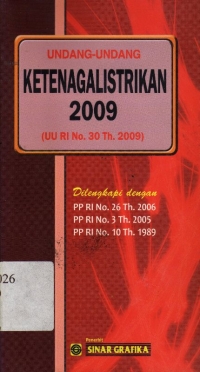 UNDANG-UNDANG
KETENAGALISTRIKAN
2009
(UU RI No. 30 Th. 2009)
Dilengkapi dengan
PP RI No. 26 Th. 2006
PP RI No. 3 Th. 2005
PP RI No. 10 Th. 1989
026
Penerbit
SINAR GRAFIKA